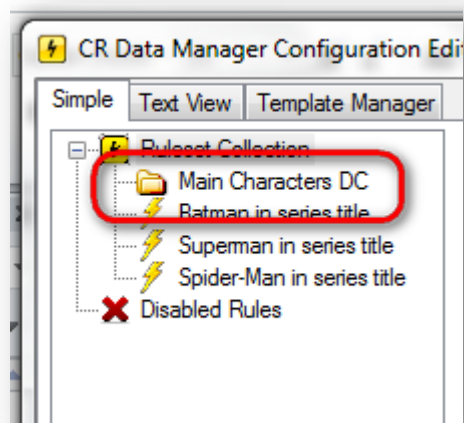 CR Data Manager Configuration Edi
Simple Text View Template Manager
Ruleset Collection
Main Characters DC
Batman in series title
Superman in series title
Spider-Man in series title
Disabled Rules